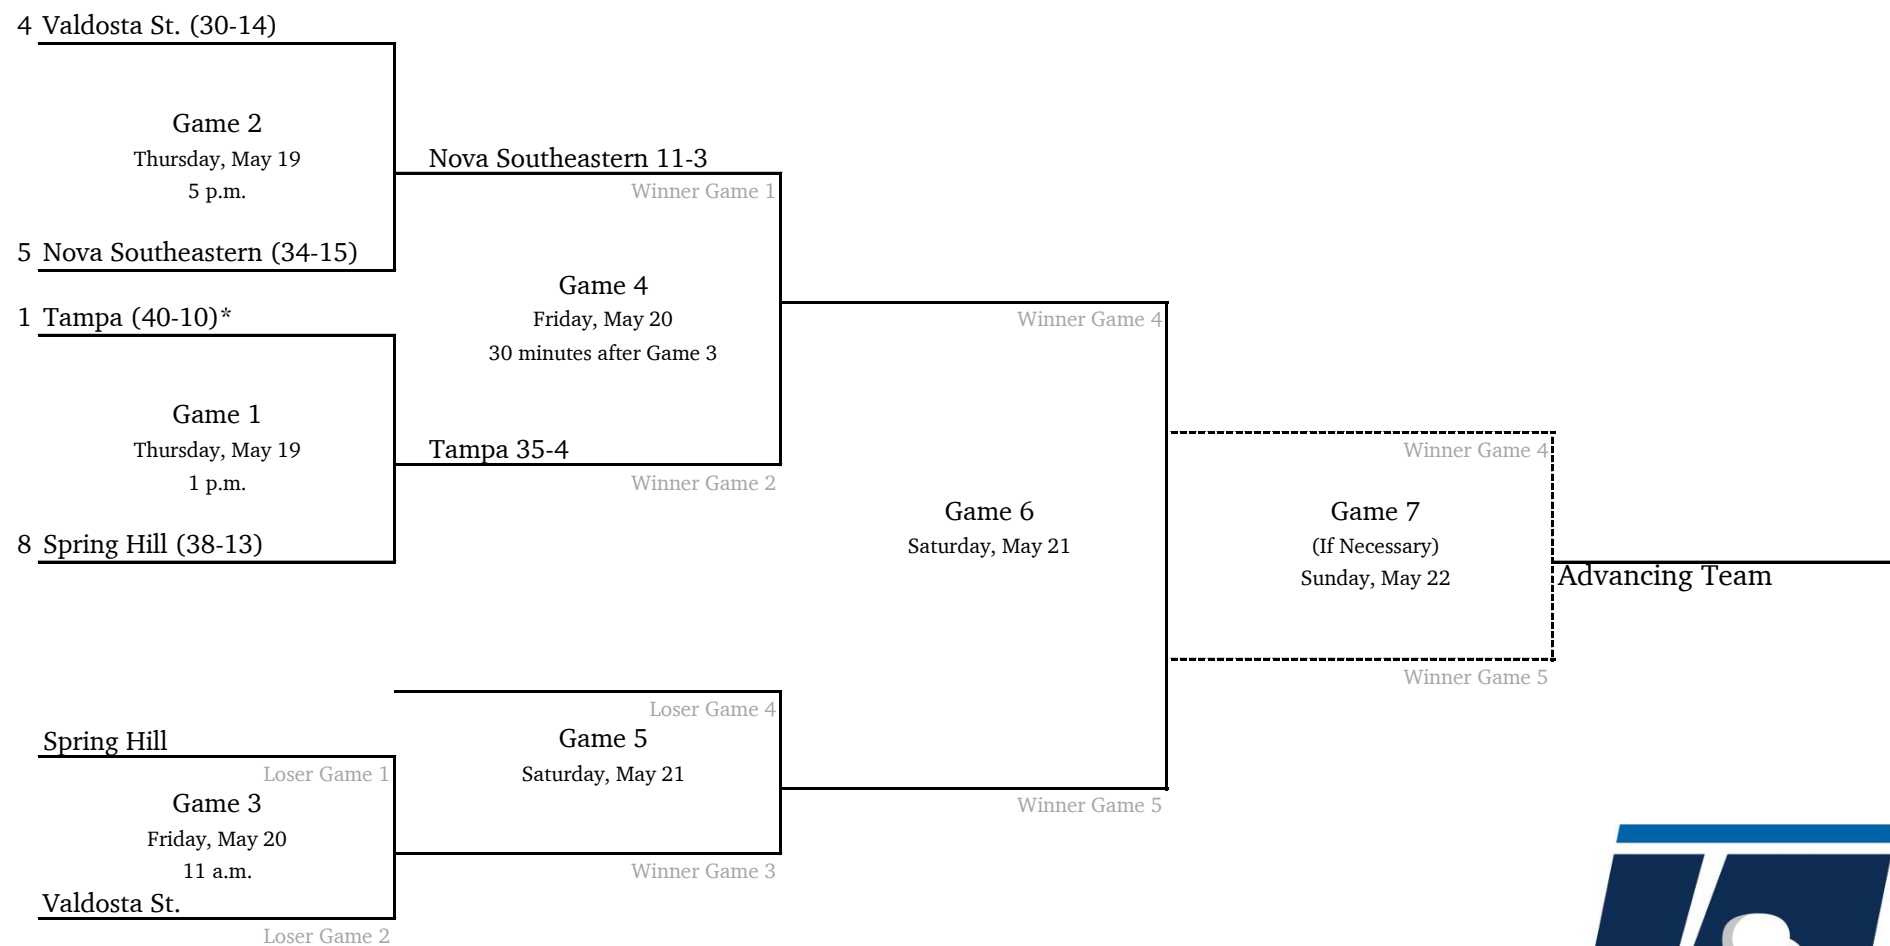 4 Valdosta St. (30-14)
Game 2
Thursday, May 19
5 p.m.
5 Nova Southeastern (34-15)
Nova Southeastern 11-3
Winner Game 1
1 Tampa (40-10)*
Game 1
Thursday, May 19
1 p.m.
8 Spring Hill (38-13)
Game 4
Friday, May 20
30 minutes after Game 3
Tampa 35-4
Winner Game 2
Winner Game 4
Game 6
Saturday, May 21
Winner Game 4
Game 7
(If Necessary)
Sunday, May 22
Advancing Team
Winner Game 5
Loser Game 4
Game 5
Saturday, May 21
Winner Game 5
Spring Hill
Loser Game 1
Game 3
Friday, May 20
11 a.m.
Valdosta St.
Loser Game 2
Winner Game 3